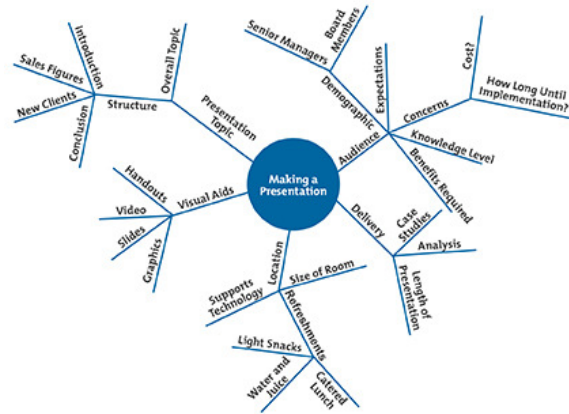 Making a
Presentation
Presentation
Topic
Overall Topic
Structure
Introduction
Sales Figures
New Clients
Conclusion
Audience
Demographic
Senior Managers
Board
Members
Expectations
Concerns
Cost?
How Long Until
Implementation?
Knowledge Level
Benefits Required
Delivery
Case
Studies
Analysis
Length of
Presentation
Location
Supports
Technology
Size of Room
Refreshments
Light Snacks
Water and
Juice
Catered
Lunch
Visual Aids
Handouts
Video
Slides
Graphics